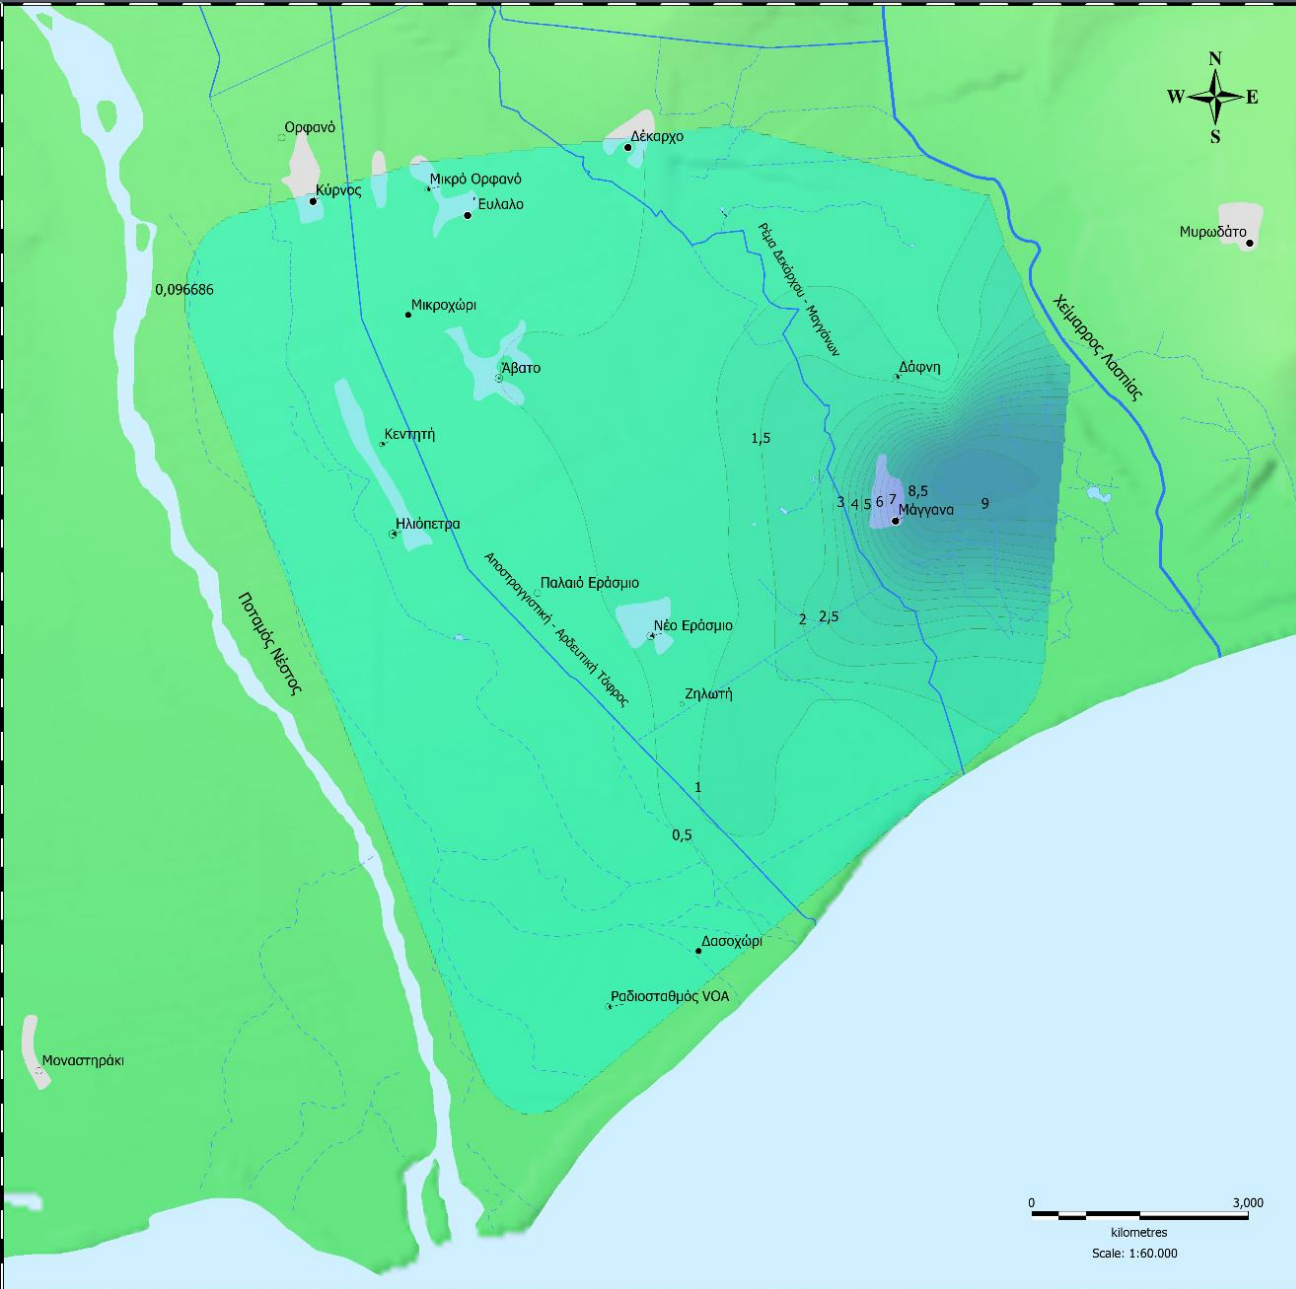 N
W E
S
Ορφανό
Δέκαρχο
Κύρνος
Μικρό Ορφανό
Ευλαλο
Μυρωδάτο
Ρέμα Δεκάρχου - Μαγγάνων
0,096686
Μικροχώρι
Χείμαρρος Λασπίας
Άβατο
Δάφνη
Κεντητή
1,5
Ηλιόπετρα
3 4 5 6 7 8,5 9
Μάγγανα
Αποστραγγιστική - Αρδευτική Τάφρος
Παλαιό Εράσμιο
Ποταμός Νέστος
Νέο Εράσμιο
2 2,5
Ζηλωτή
1
0,5
Δασοχώρι
Ραδιοσταθμός VOA
Μοναστηράκι
0 3,000
kilometres
Scale: 1:60.000